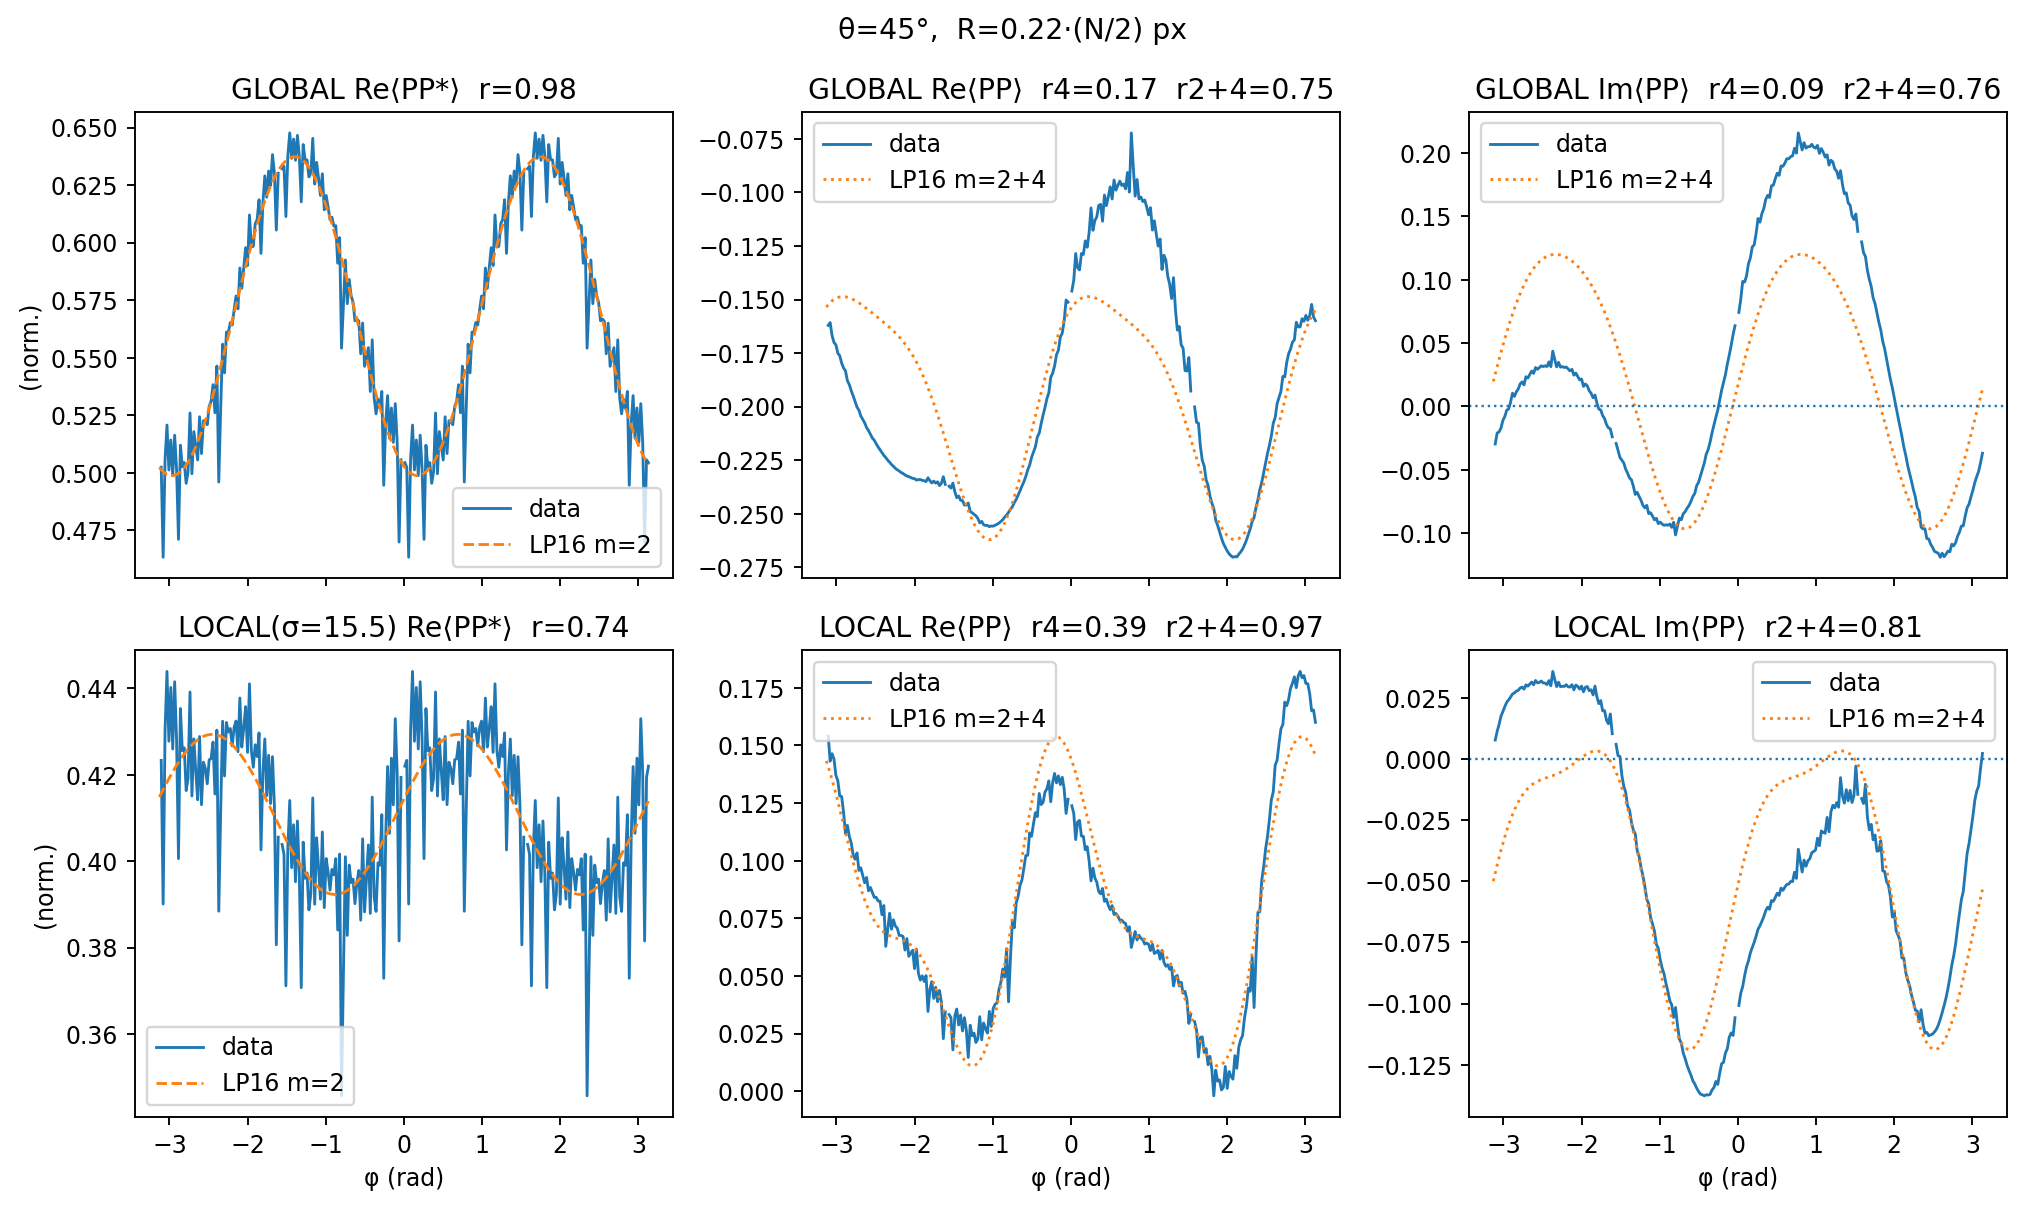 θ=45°,  R=0.22·(N/2) px
GLOBAL Re⟨PP*⟩  r=0.98
GLOBAL Re⟨PP⟩  r4=0.17  r2+4=0.75
GLOBAL Im⟨PP⟩  r4=0.09  r2+4=0.76
0.650
0.625
0.600
0.575
0.550
0.525
0.500
0.475
(norm.)
data
LP16 m=2
−0.075
−0.100
−0.125
−0.150
−0.175
−0.200
−0.225
−0.250
−0.275
data
LP16 m=2+4
0.20
0.15
0.10
0.05
0.00
−0.05
−0.10
data
LP16 m=2+4
LOCAL(σ=15.5) Re⟨PP*⟩  r=0.74
LOCAL Re⟨PP⟩  r4=0.39  r2+4=0.97
LOCAL Im⟨PP⟩  r2+4=0.81
0.44
0.42
0.40
0.38
0.36
(norm.)
data
LP16 m=2
−3 −2 −1 0 1 2 3
φ (rad)
0.175
0.150
0.125
0.100
0.075
0.050
0.025
0.000
data
LP16 m=2+4
−3 −2 −1 0 1 2 3
φ (rad)
0.025
0.000
−0.025
−0.050
−0.075
−0.100
−0.125
data
LP16 m=2+4
−3 −2 −1 0 1 2 3
φ (rad)